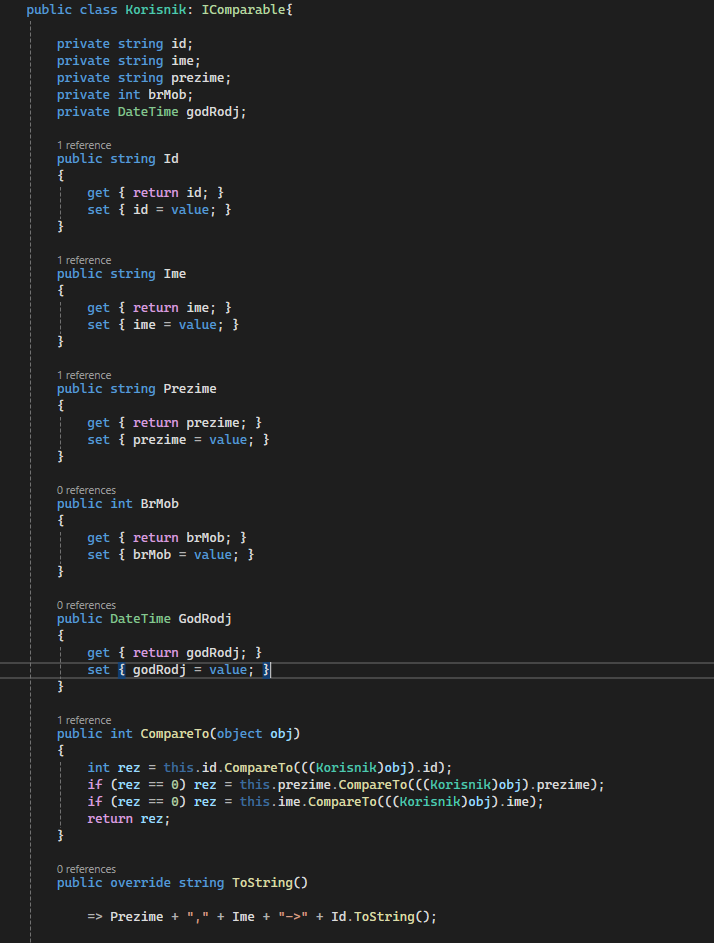 public class Korisnik: IComparable{
private string id;
private string ime;
private string prezime;
private int brMob;
private DateTime godRodj;
1 reference
public string Id
{
get { return id; }
set { id = value; }
}
1 reference
public string Ime
{
get { return ime; }
set { ime = value; }
}
1 reference
public string Prezime
{
get { return prezime; }
set { prezime = value; }
}
0 references
public int BrMob
{
get { return brMob; }
set { brMob = value; }
}
0 references
public DateTime GodRodj
{
get { return godRodj; }
set { godRodj = value; }
}
1 reference
public int CompareTo(object obj)
{
int rez = this.id.CompareTo(((Korisnik)obj).id);
if (rez == 0) rez = this.prezime.CompareTo(((Korisnik)obj).prezime);
if (rez == 0) rez = this.ime.CompareTo(((Korisnik)obj).ime);
return rez;
}
0 references
public override string ToString()
=> Prezime + "," + Ime + "->" + Id.ToString();